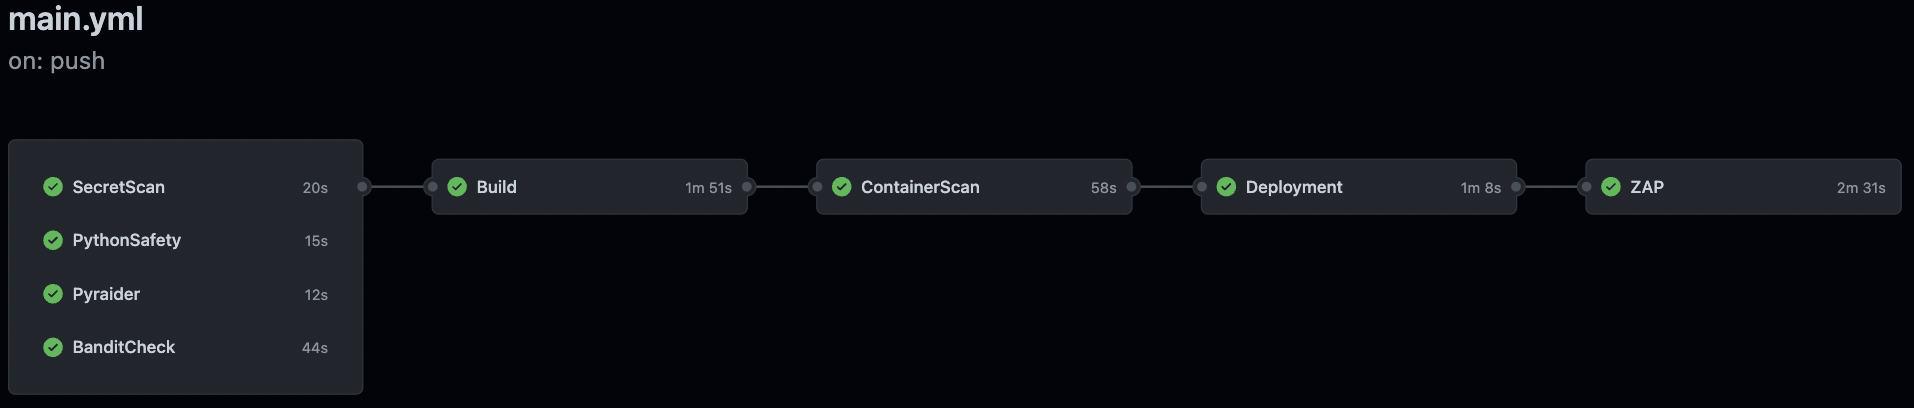 main.yml
on: push
SecretScan 20s
PythonSafety 15s
Pyraider 12s
BanditCheck 44s
Build 1m 51s
ContainerScan 58s
Deployment 1m 8s
ZAP 2m 31s